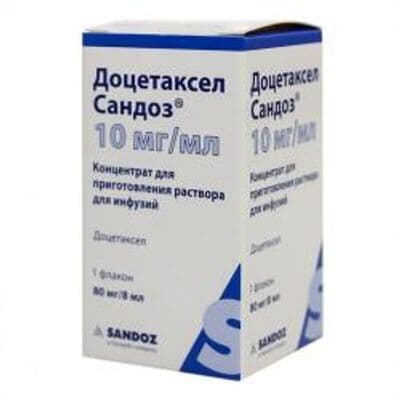 Доцетаксел
Сандоз®
10 мг/мл
Концентрат для
приготовления раствора
для инфузий
Доцетаксел
1 флакон
80 мг/8 мл
SANDOZ
Доцетаксел
Сандоз®
10 мг/мл
Концентрат для
приготовления раствора
для инфузий
Доцетаксел
1 флакон
80 мг/8 мл
S